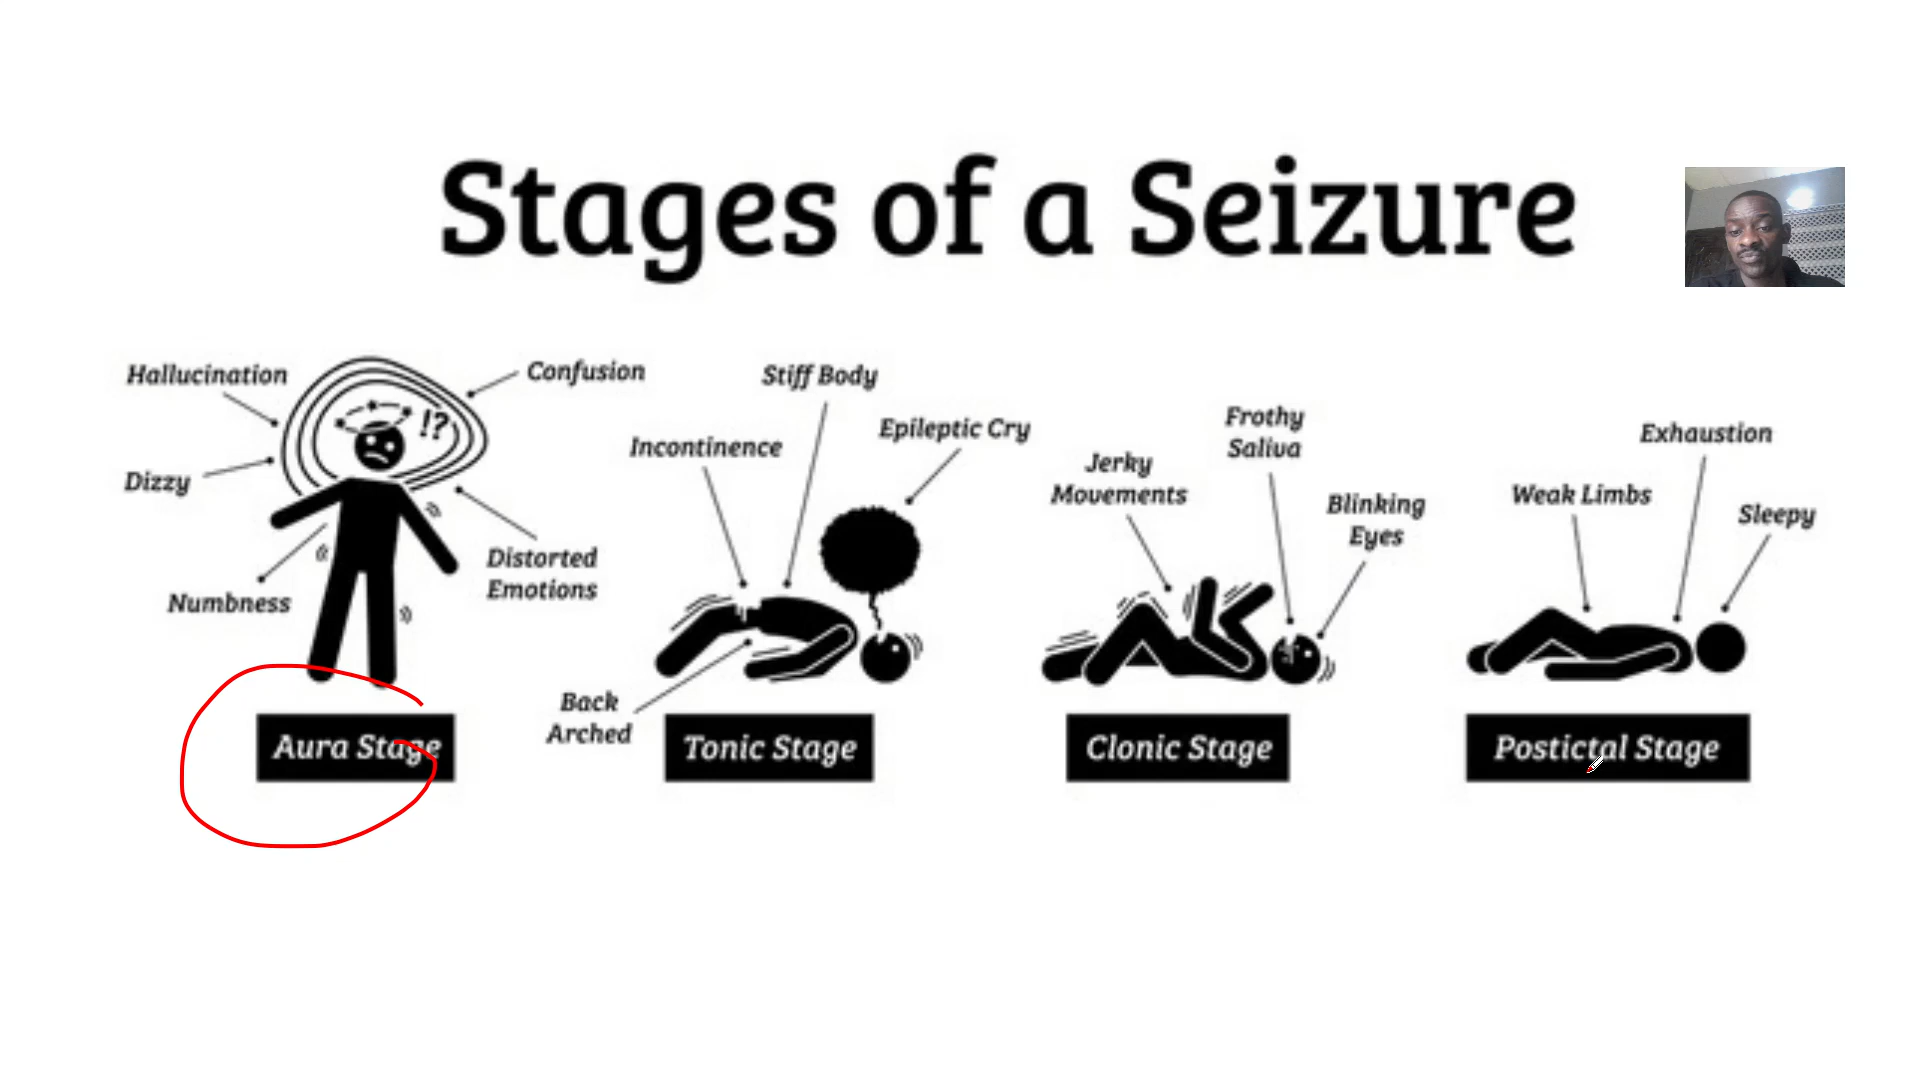 Stages of a Seizure
Hallucination
Confusion
!?
Dizzy
Numbness
Distorted
Emotions
Aura Stage
Stiff Body
Incontinence
Epileptic Cry
Back
Arched
Tonic Stage
Frothy
Saliva
Jerky
Movements
Blinking
Eyes
Clonic Stage
Exhaustion
Weak Limbs
Sleepy
Postictal Stage